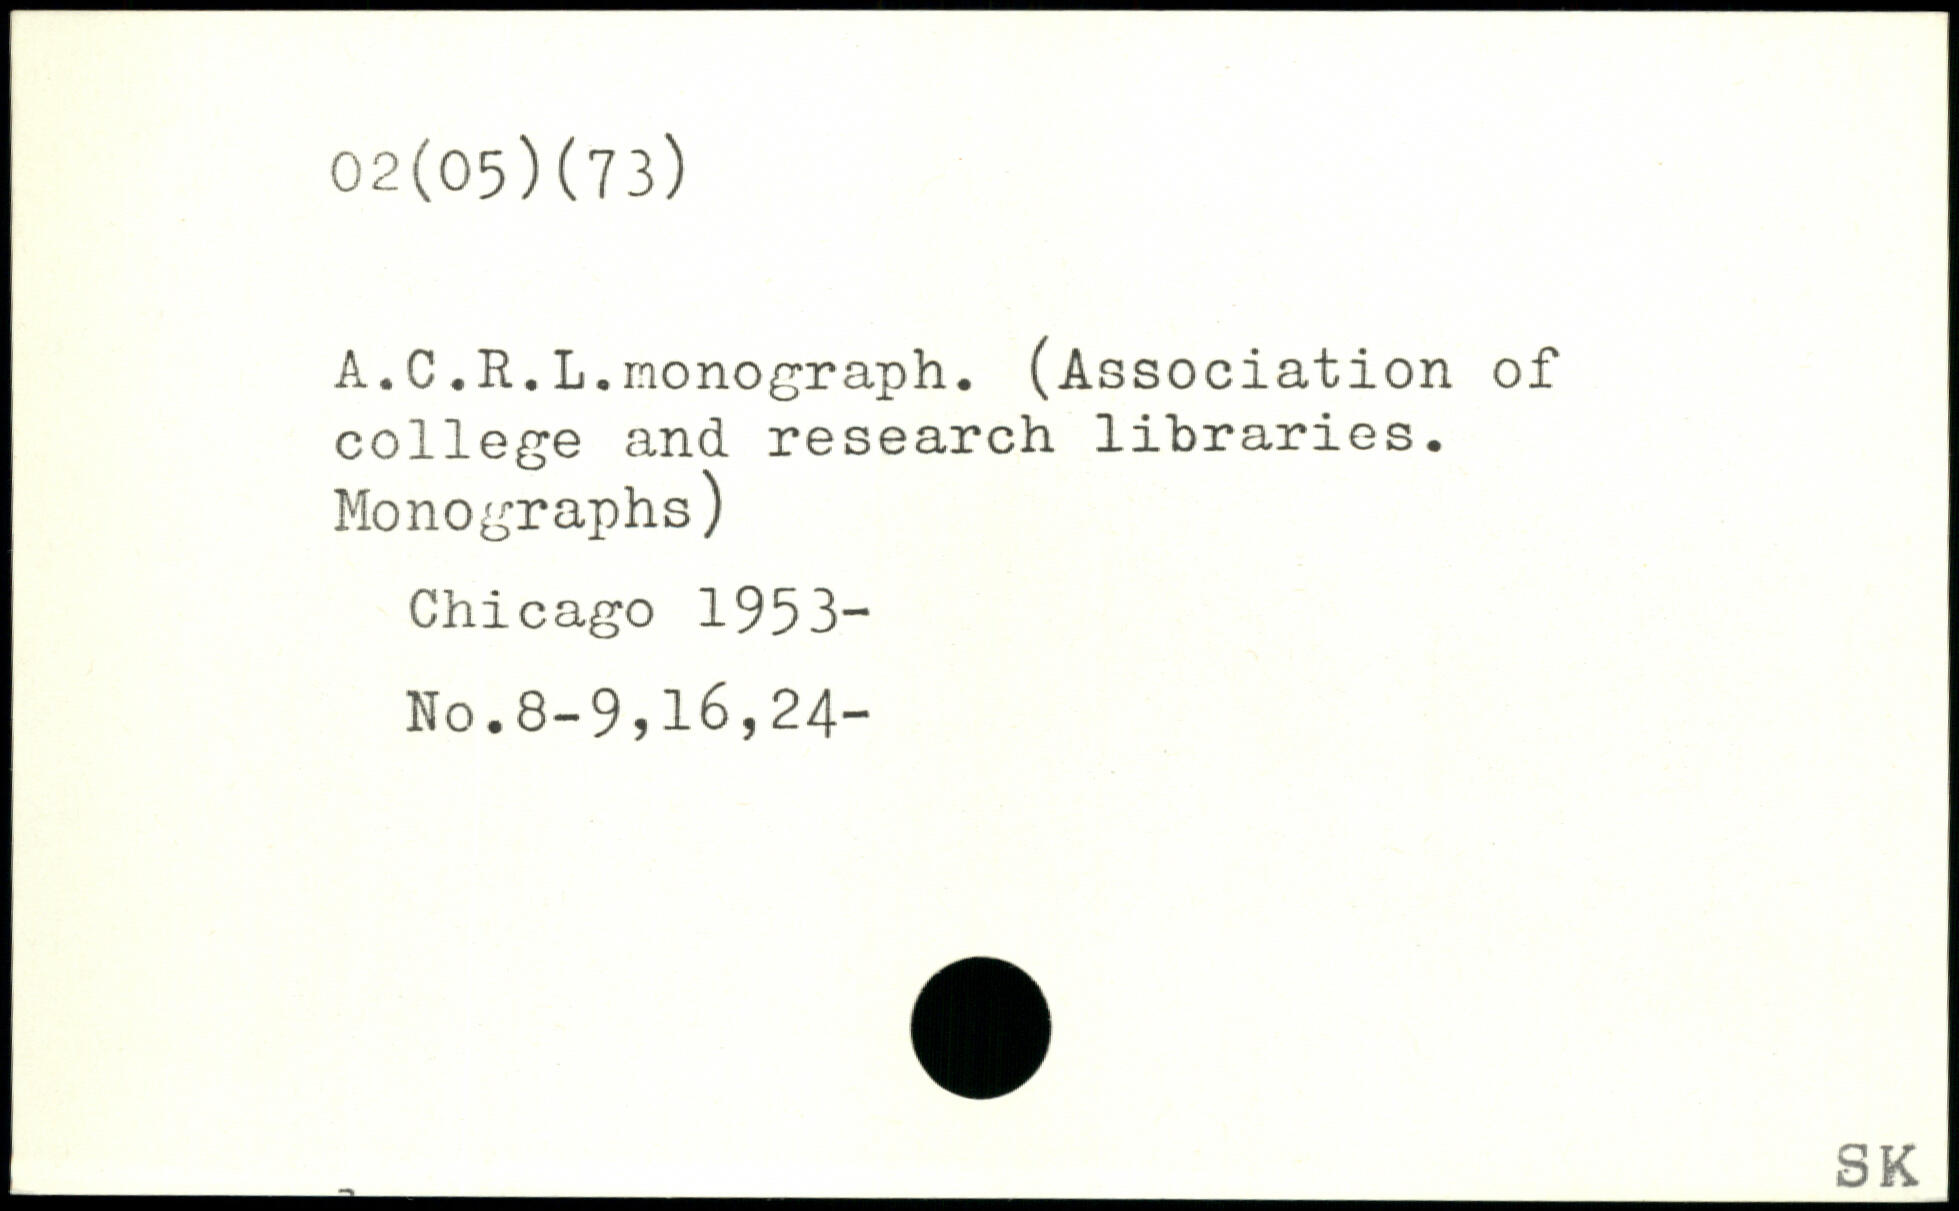 02(05)(73)
A.C.R.L.monograph. (Association of
college and research libraries.
Monographs)
Chicago 1953-
No.8-9,16,24-
SK